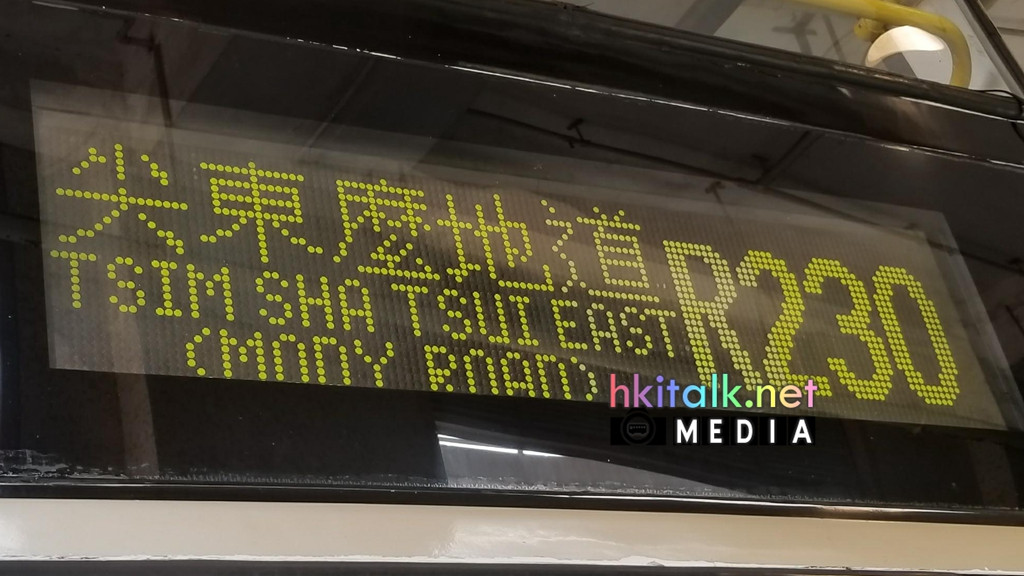 尖東麼地道
TSIM SHA TSUI EAST
(MODY ROAD)
R230
hkitalk.net
MEDIA